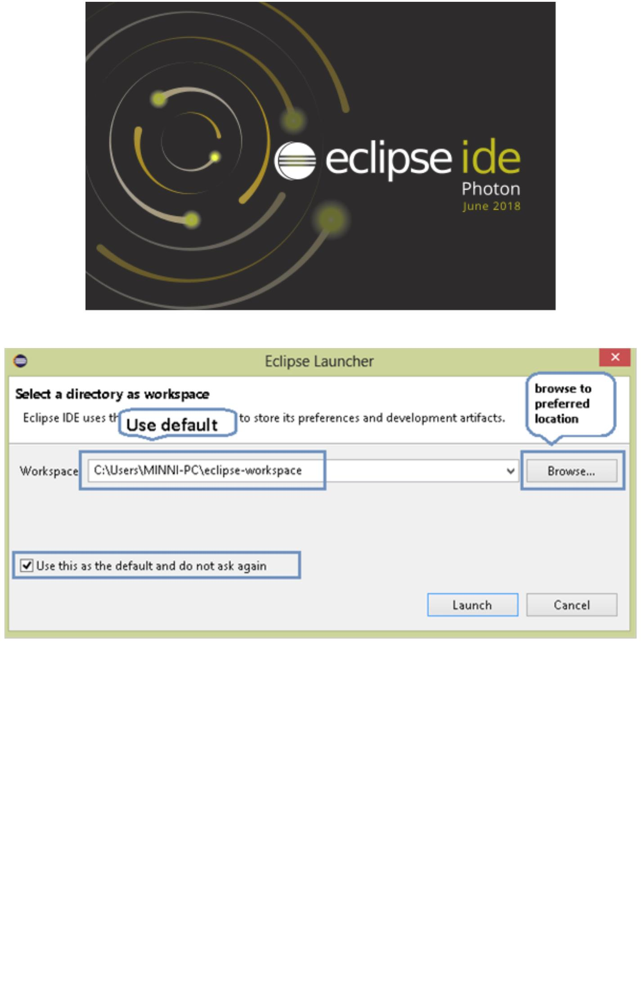 eclipse ide
Photon
June 2018
Eclipse Launcher
Select a directory as workspace
Eclipse IDE uses to store its preferences and development artifacts.
Use default
browse to
preferred
location
Workspace
C:\Users\MINNI-PC\eclipse-workspace
Browse...
Use this as the default and do not ask again
Launch
Cancel